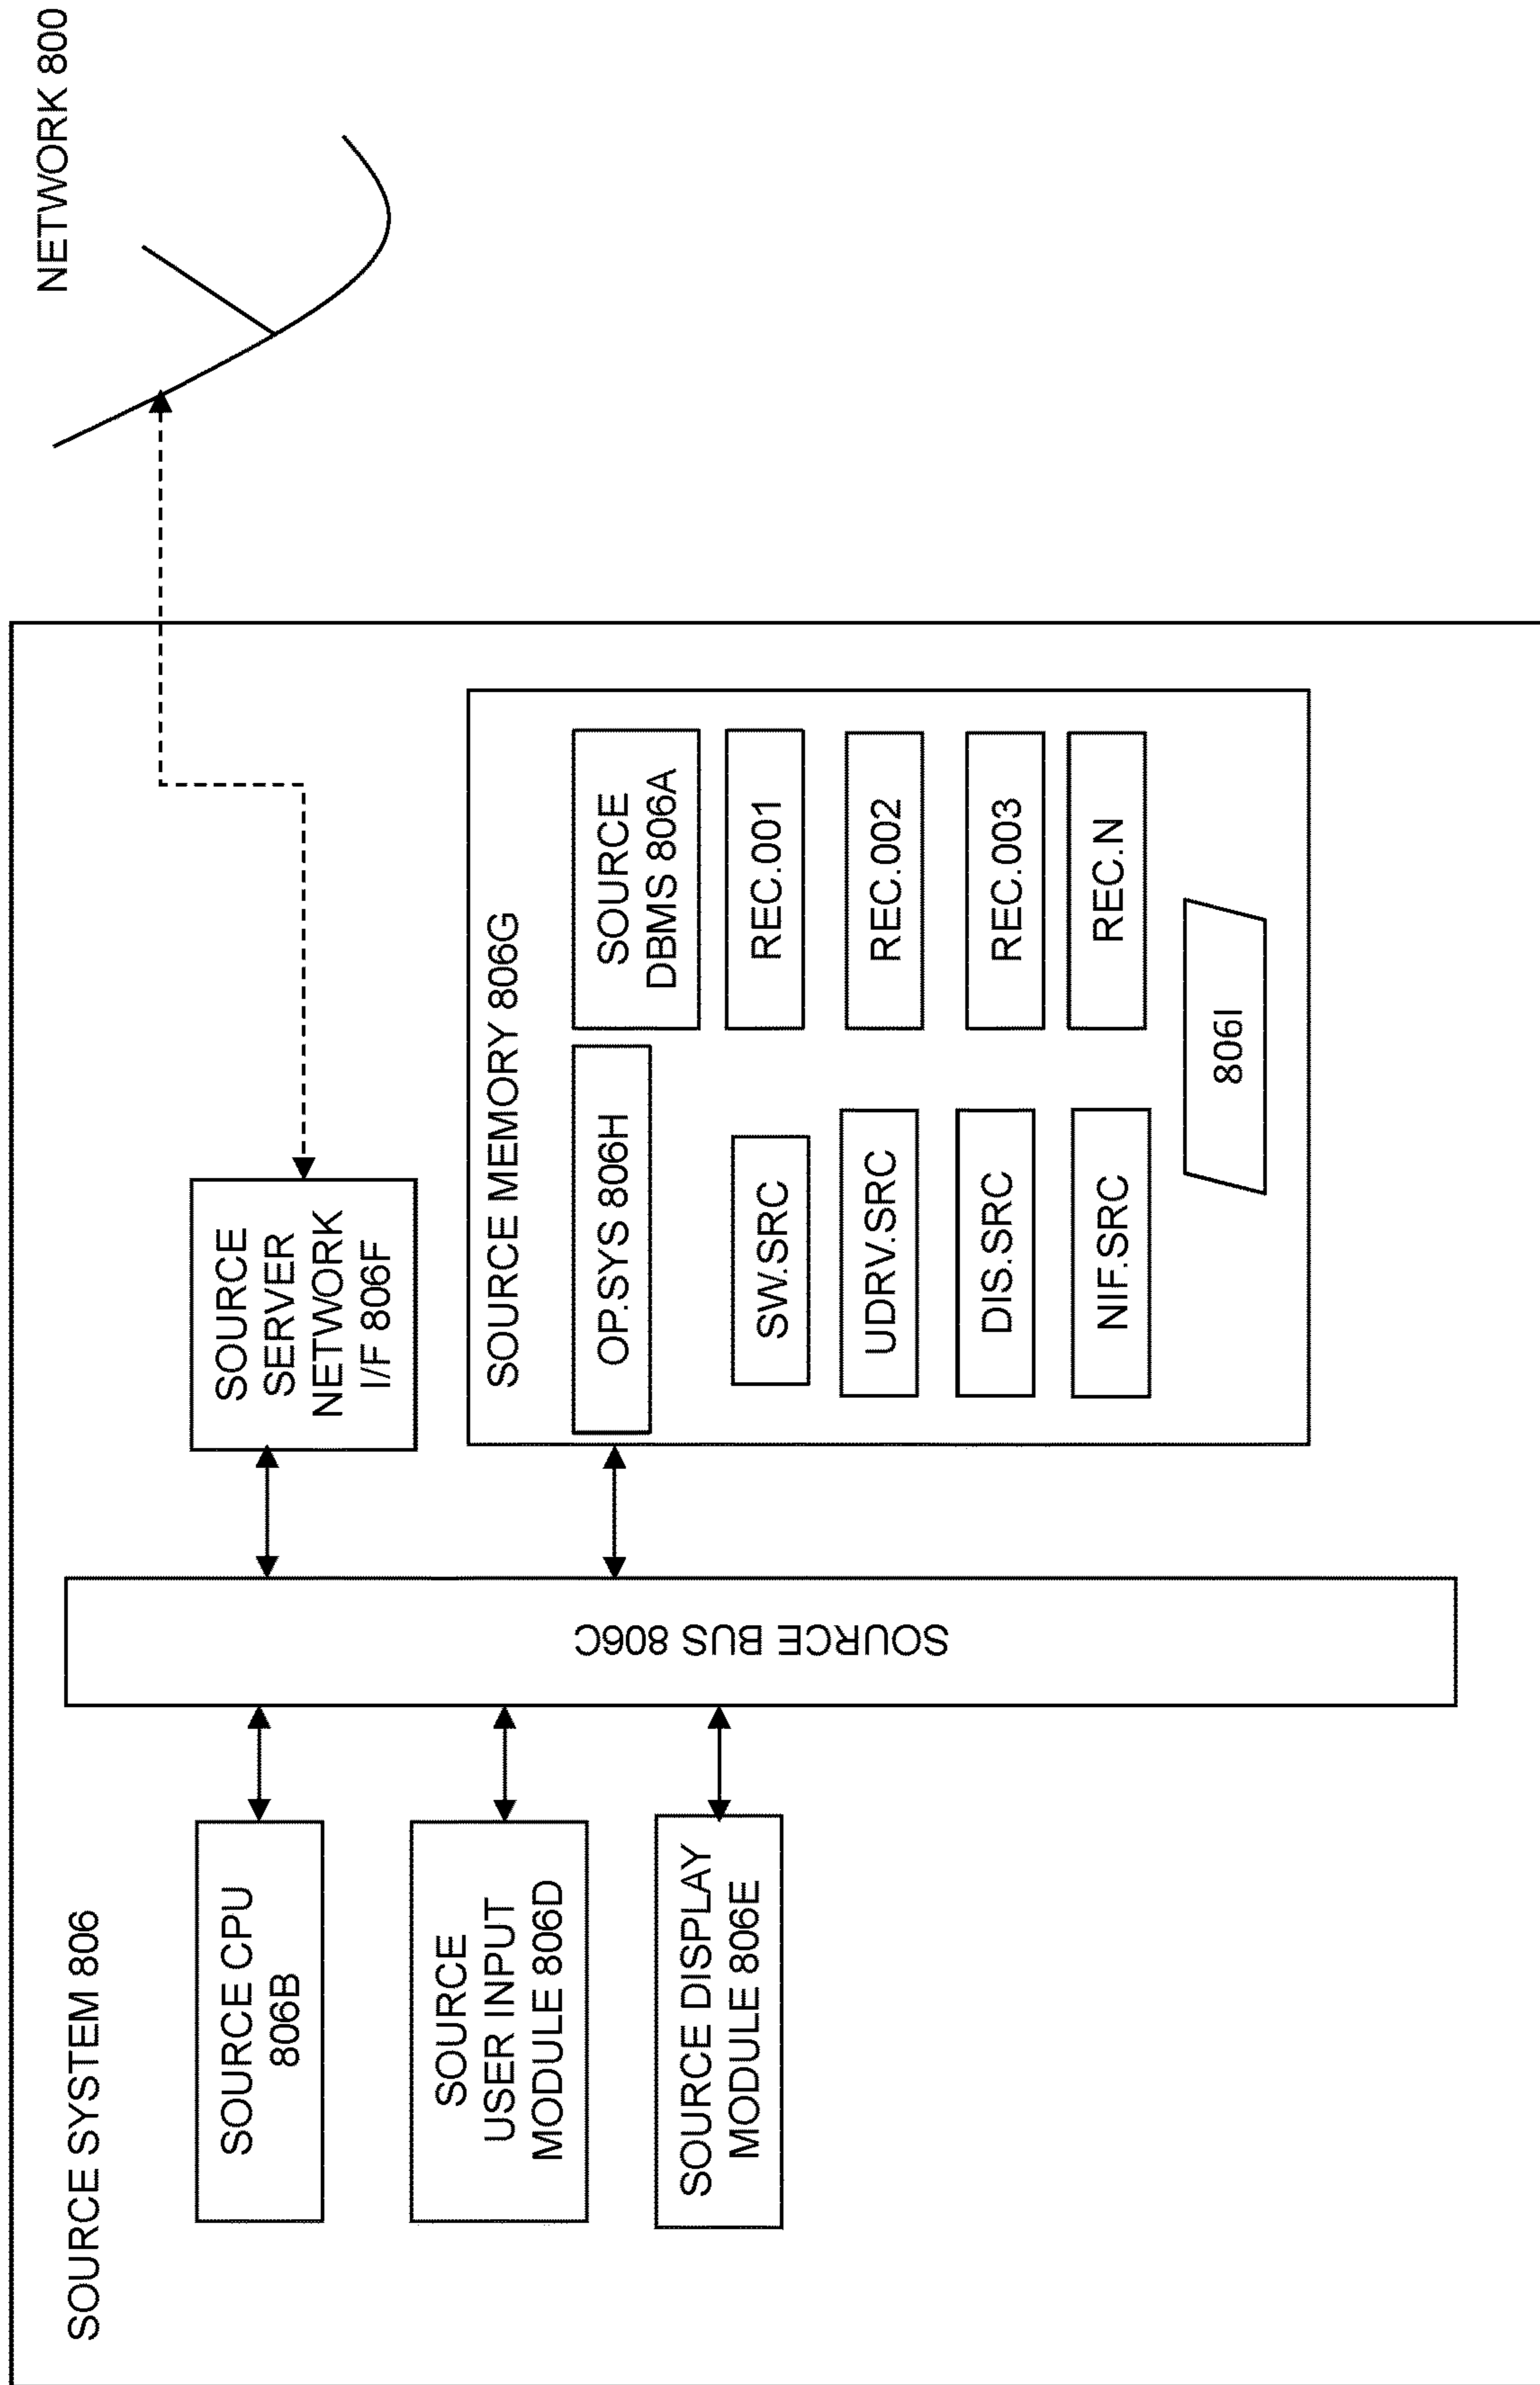 NETWORK 800
SOURCE SYSTEM 806
SOURCE CPU
806B
SOURCE
USER INPUT
MODULE 806D
SOURCE DISPLAY
MODULE 806E
SOURCE BUS 806C
SOURCE
SERVER
NETWORK
I/F 806F
SOURCE MEMORY 806G
OP.SYS 806H
SOURCE
DBMS 806A
SW.SRC
REC.001
UDRV.SRC
REC.002
DIS.SRC
REC.003
NIF.SRC
REC.N
806I